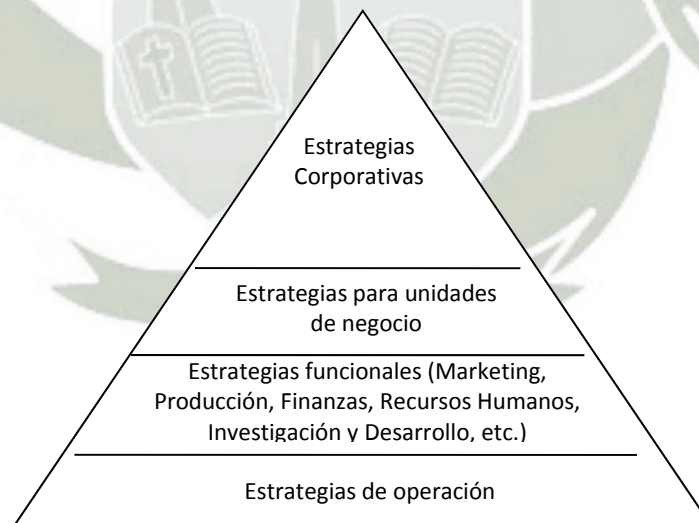 Estrategias
Corporativas
Estrategias para unidades
de negocio
Estrategias funcionales (Marketing,
Producción, Finanzas, Recursos Humanos,
Investigación y Desarrollo, etc.)
Estrategias de operación